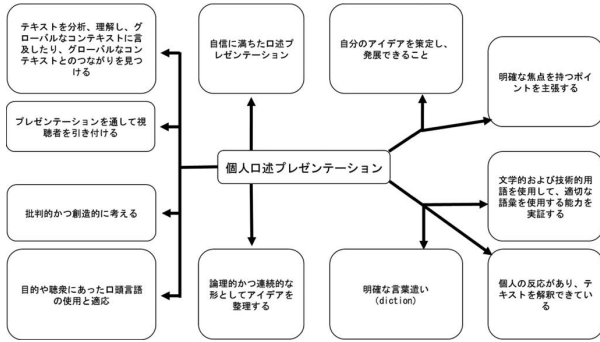 テキストを分析、理解し、グ
ローバルなコンテキストに言
及したり、グローバルなコン
テキストとのつながりを見つ
ける
自信に満ちた口述プ
レゼンテーション
自分のアイデアを策定し、
発展できること
明確な焦点を持つポ
イントを主張する
プレゼンテーションを通して視
聴者を引き付ける
個人口述プレゼンテーション
文学的および技術的用
語を使用して、適切な
語彙を使用する能力を
実証する
批判的かつ創造的に考える
目的や聴衆にあった口頭言語
の使用と適応
論理的かつ連続的な
形としてアイデアを
整理する
明確な言葉遣い
(diction)
個人の反応があり、テ
キストを解釈できてい
る